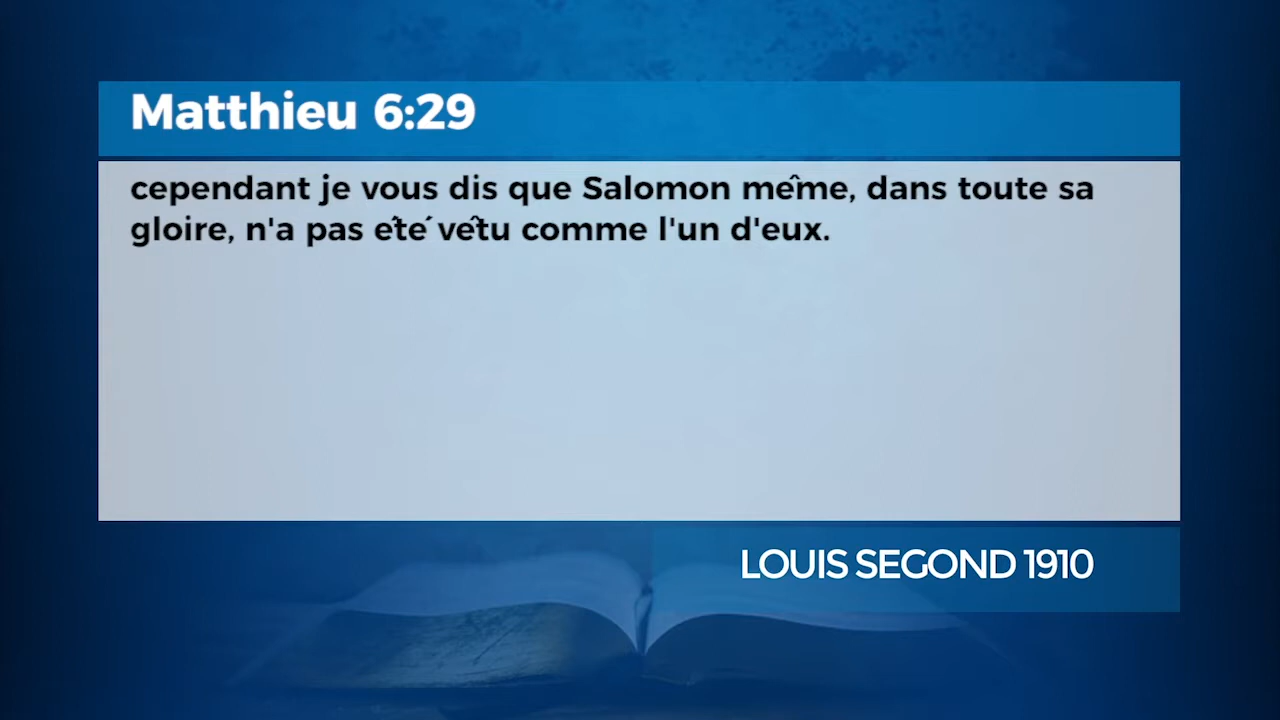 Matthieu 6:29
cependant je vous dis que Salomon même, dans toute sa
gloire, n'a pas été vêtu comme l'un d'eux.
LOUIS SEGOND 1910